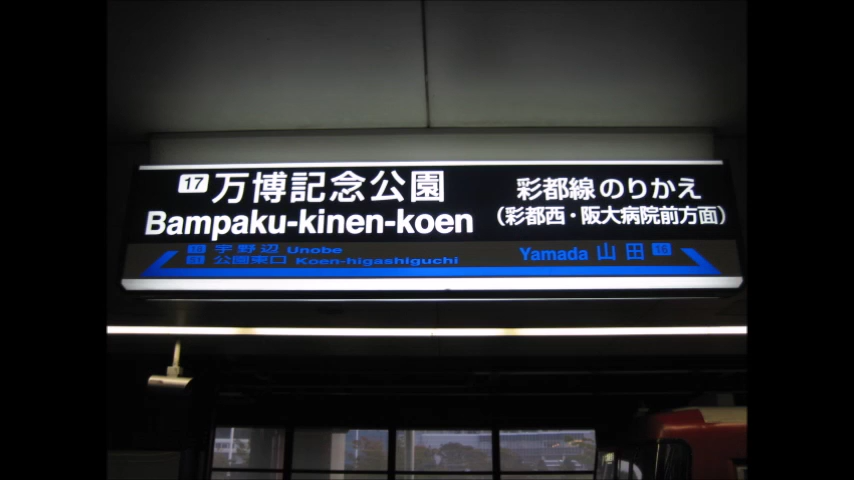 17 万博記念公園
Bampaku-kinen-koen
彩都線のりかえ
(彩都西・阪大病院前方面)
18 宇野辺 Unobe
S1 公園東口 Koen-higashiguchi
Yamada 山田 16